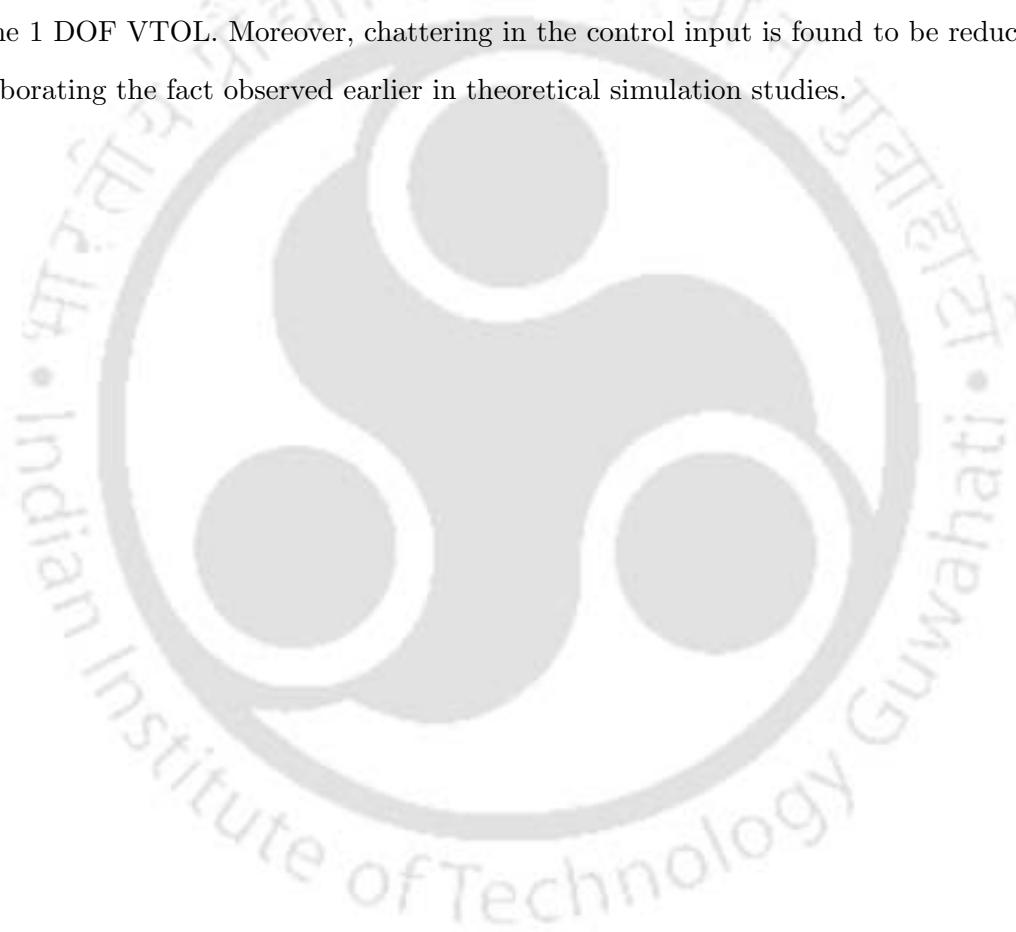 ne 1 DOF VTOL. Moreover, chattering in the control input is found to be reduc
borating the fact observed earlier in theoretical simulation studies.
Indian Institute of Technology Guwahati